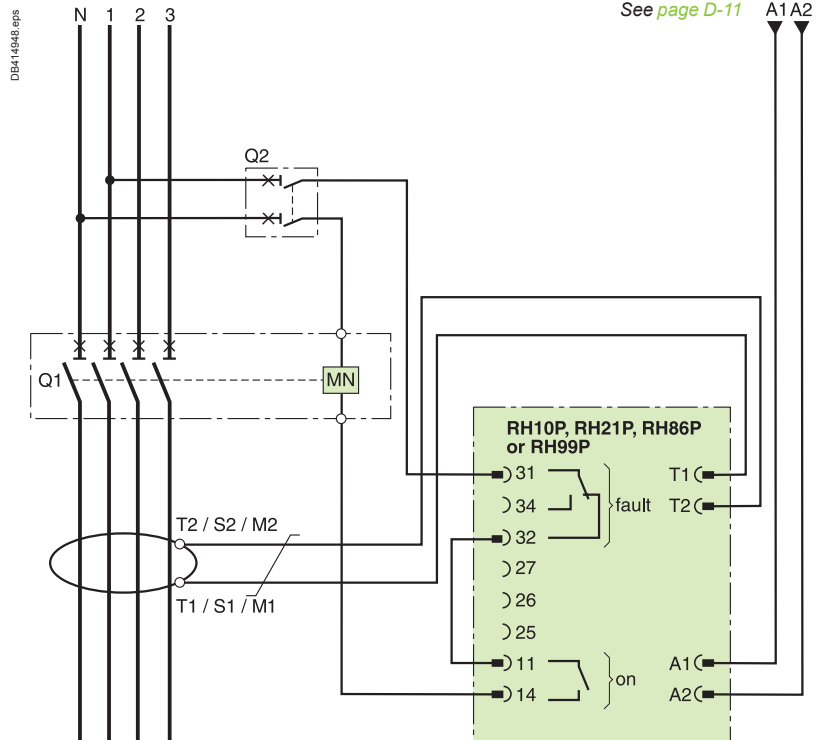 DB414948.eps
N 1 2 3
See page D-11
A1 A2
Q2
Q1
MN
RH10P, RH21P, RH86P
or RH99P
31
T1
34
fault
T2
32
27
26
25
11
A1
on
14
A2
T2 / S2 / M2
T1 / S1 / M1